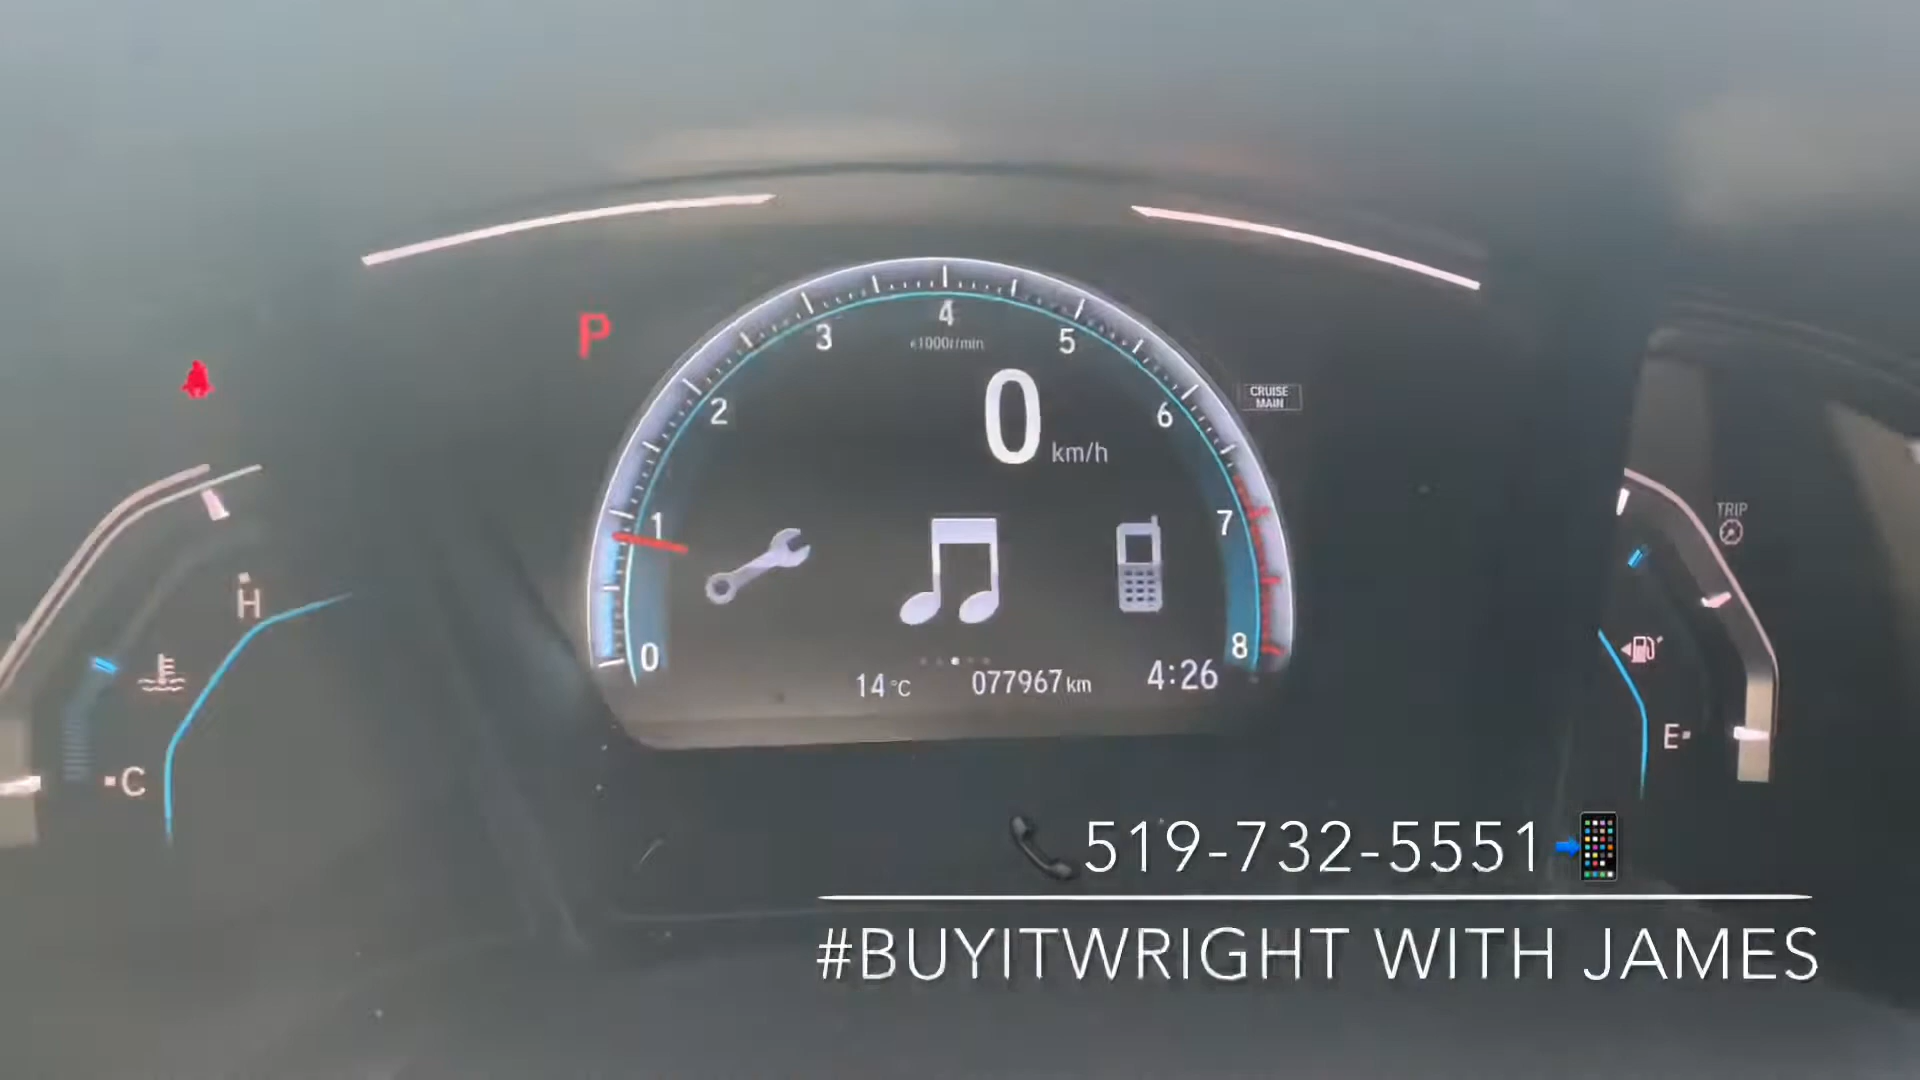 P
4
3
5
×1000r/min
0
km/h
2
6
CRUISE
MAIN
1
7
TRIP
H
0
8
14°C
077967 km
4:26
C
E
519-732-5551
#BUYITWRIGHT WITH JAMES